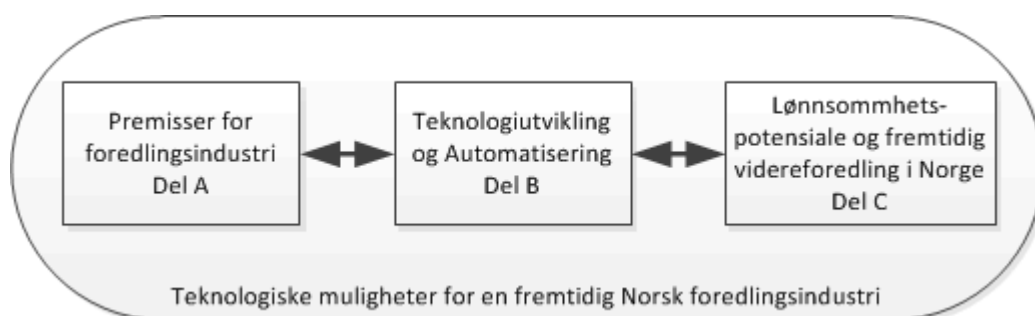 Premisser for
foredlingsindustri
Del A
Teknologiutvikling
og Automatisering
Del B
Lønnsommhets-
potensiale og fremtidig
videreforedling i Norge
Del C
Teknologiske muligheter for en fremtidig Norsk foredlingsindustri